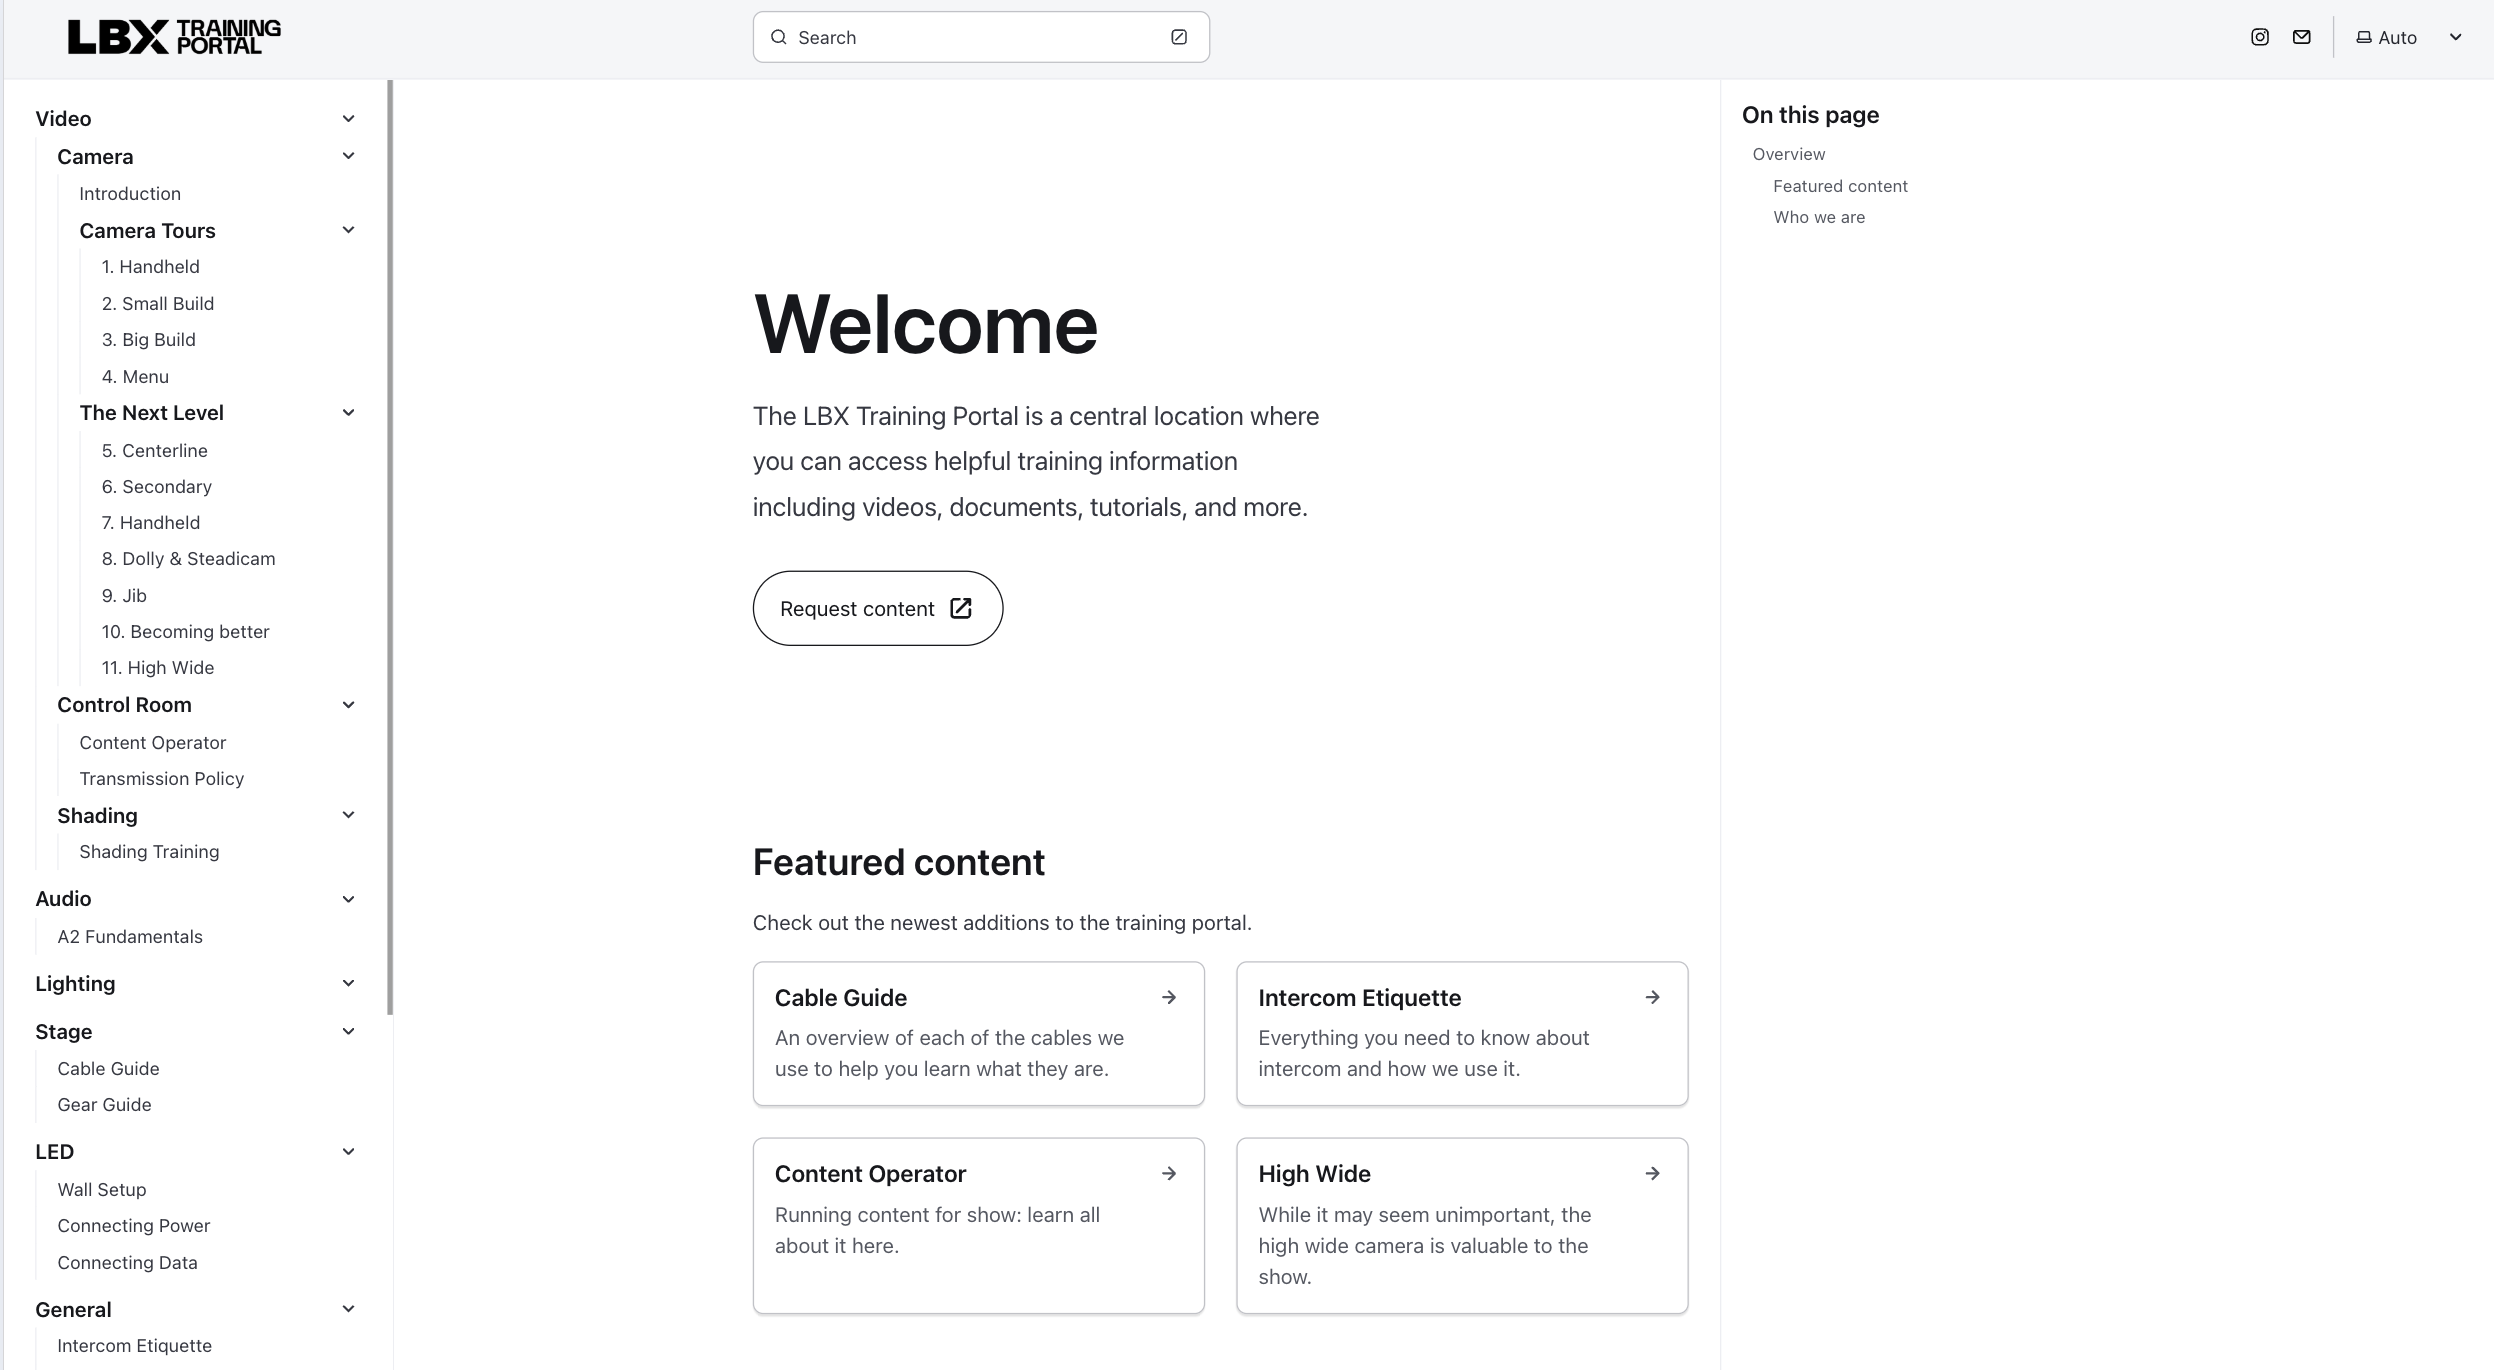 LBX TRAINING
PORTAL
Search
Auto
Video
Camera
Introduction
Camera Tours
1. Handheld
2. Small Build
3. Big Build
4. Menu
The Next Level
5. Centerline
6. Secondary
7. Handheld
8. Dolly & Steadicam
9. Jib
10. Becoming better
11. High Wide
Control Room
Content Operator
Transmission Policy
Shading
Shading Training
Audio
A2 Fundamentals
Lighting
Stage
Cable Guide
Gear Guide
LED
Wall Setup
Connecting Power
Connecting Data
General
Intercom Etiquette
Welcome
The LBX Training Portal is a central location where
you can access helpful training information
including videos, documents, tutorials, and more.
Request content
Featured content
Check out the newest additions to the training portal.
Cable Guide
An overview of each of the cables we
use to help you learn what they are.
Intercom Etiquette
Everything you need to know about
intercom and how we use it.
Content Operator
Running content for show: learn all
about it here.
High Wide
While it may seem unimportant, the
high wide camera is valuable to the
show.
On this page
Overview
Featured content
Who we are